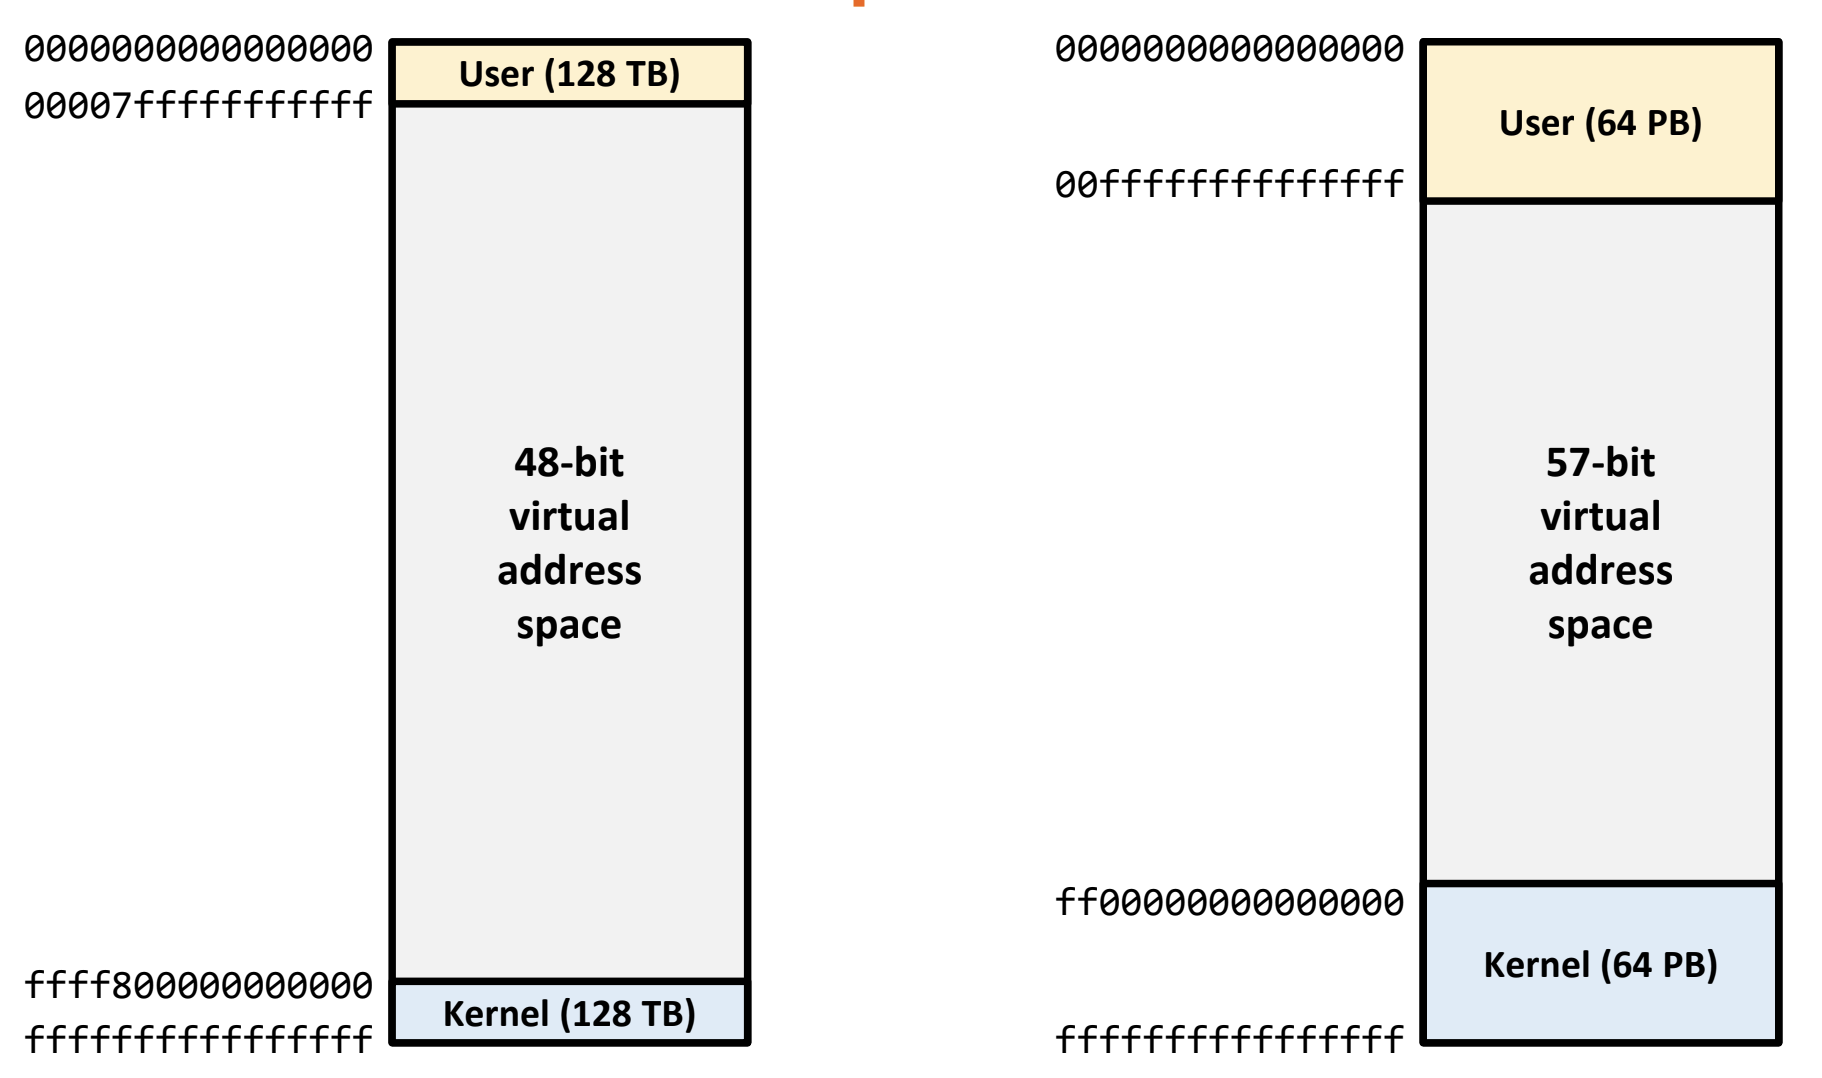 0000000000000000
User (128 TB)
00007fffffffffff
48-bit
virtual
address
space
ffff800000000000
Kernel (128 TB)
ffffffffffffffff
0000000000000000
User (64 PB)
00ffffffffffffff
57-bit
virtual
address
space
ff00000000000000
Kernel (64 PB)
ffffffffffffffff